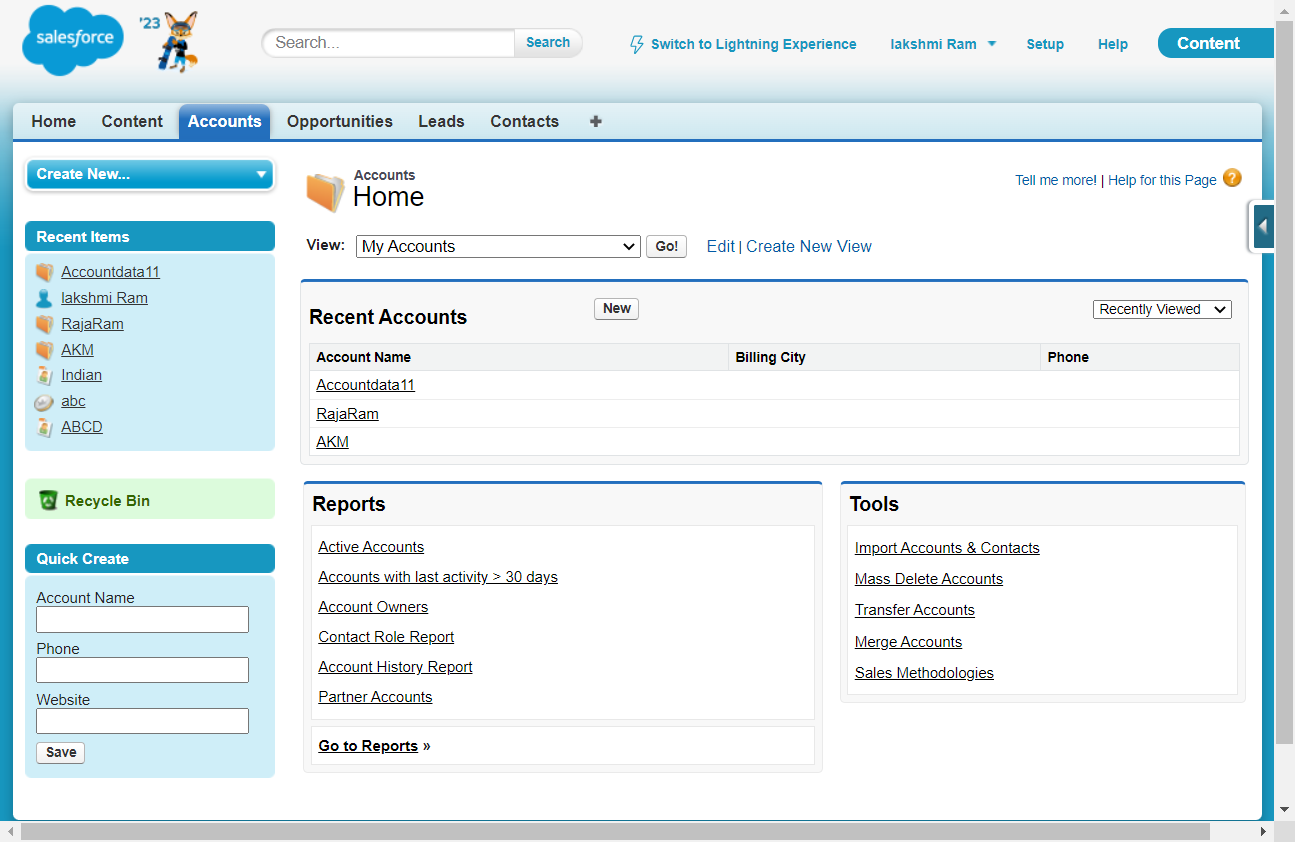 salesforce
'23
Search...
Search
Switch to Lightning Experience
lakshmi Ram
Setup
Help
Content
Home
Content
Accounts
Opportunities
Leads
Contacts
+
Create New...
Recent Items
Accountdata11
lakshmi Ram
RajaRam
AKM
Indian
abc
ABCD
Recycle Bin
Quick Create
Account Name
Phone
Website
Save
Accounts
Home
Tell me more! | Help for this Page ?
View: My Accounts Go! Edit | Create New View
Recent Accounts
New
Recently Viewed
Account Name Billing City Phone
Accountdata11
RajaRam
AKM
Reports
Active Accounts
Accounts with last activity > 30 days
Account Owners
Contact Role Report
Account History Report
Partner Accounts
Go to Reports »
Tools
Import Accounts & Contacts
Mass Delete Accounts
Transfer Accounts
Merge Accounts
Sales Methodologies